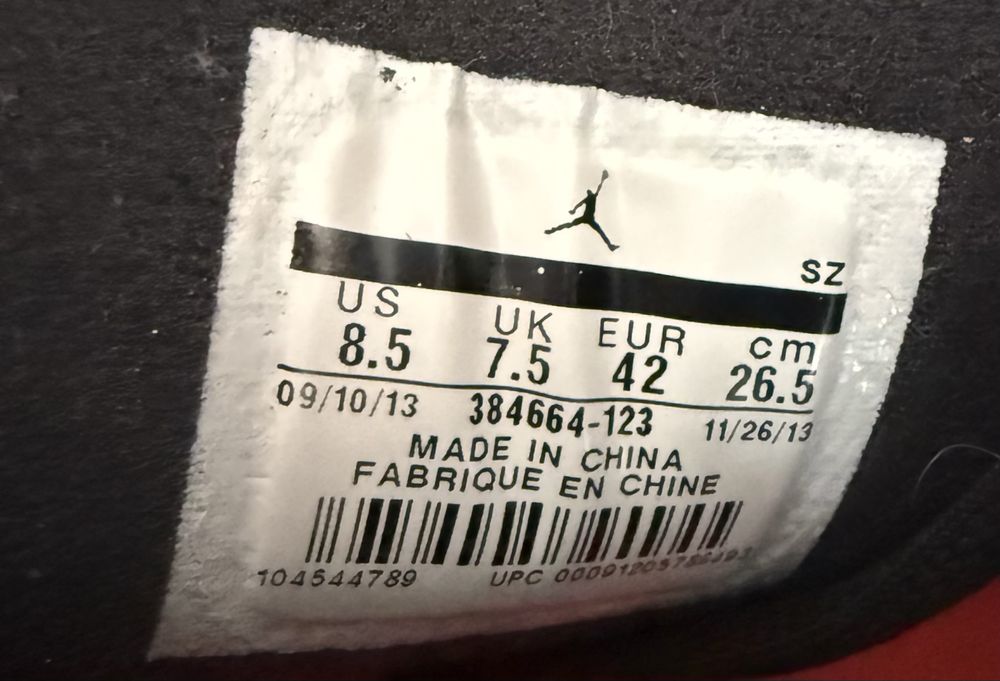 SZ
US UK EUR cm
8.5 7.5 42 26.5
09/10/13 384664-123 11/26/13
MADE IN CHINA
FABRIQUE EN CHINE
104544789 UPC